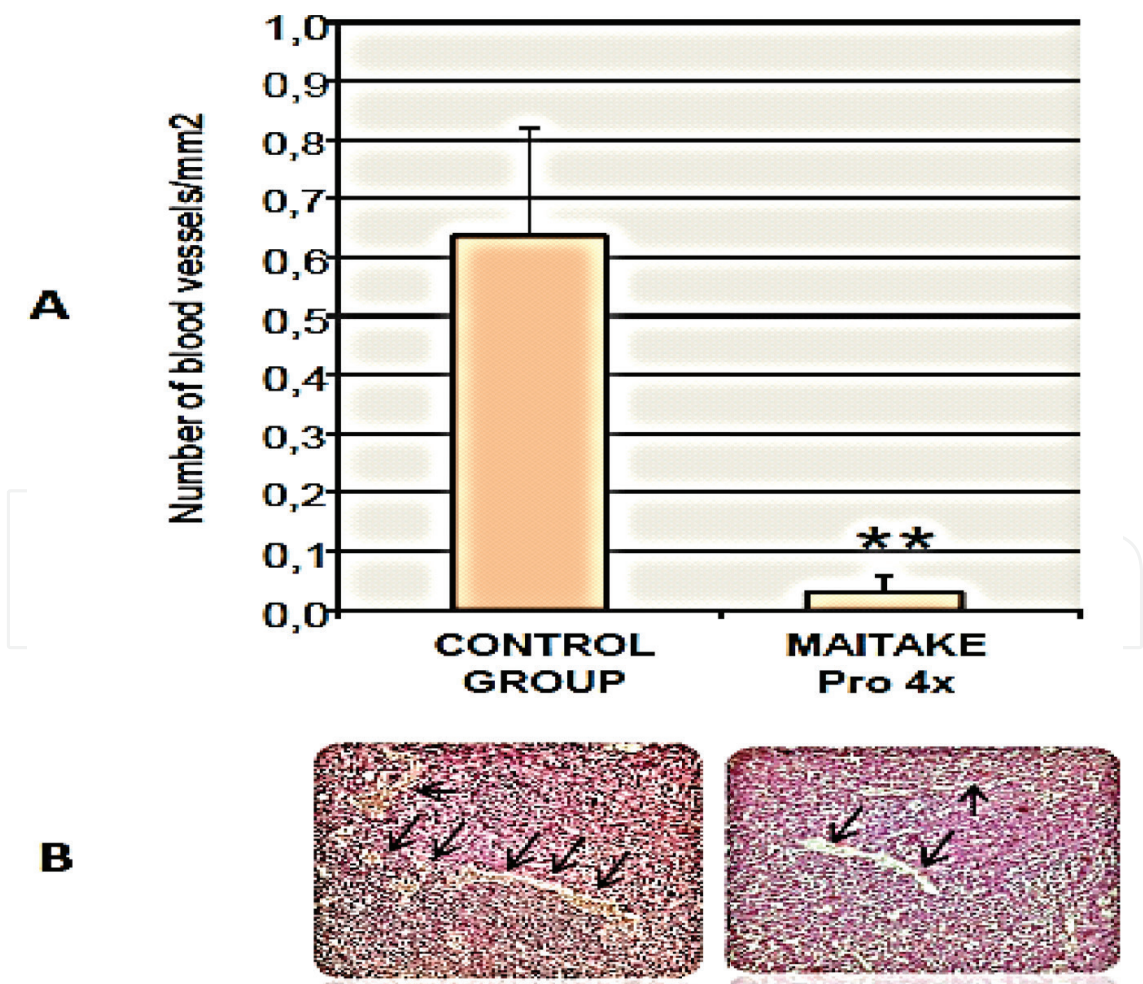 A
Number of blood vessels/mm2
1,0
0,9
0,8
0,7
0,6
0,5
0,4
0,3
0,2
0,1
0,0
**
CONTROL
GROUP
MAITAKE
Pro 4x
B